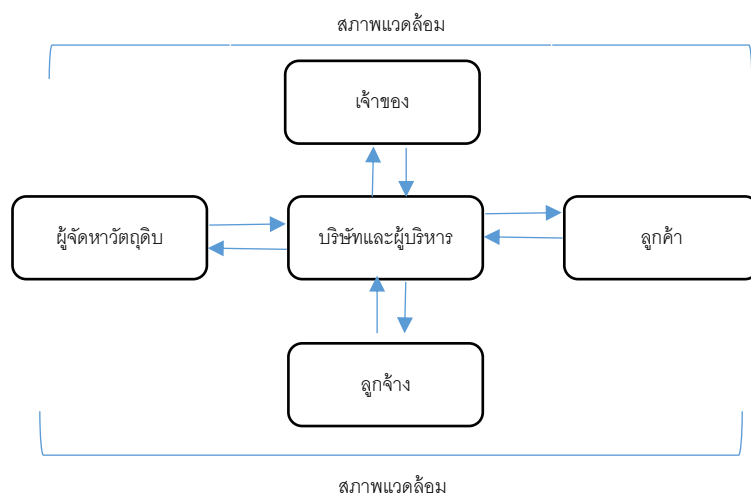 สภาพแวดล้อม
เจ้าของ
ผู้จัดหาวัตถุดิบ
บริษัทและผู้บริหาร
ลูกค้า
ลูกจ้าง
สภาพแวดล้อม